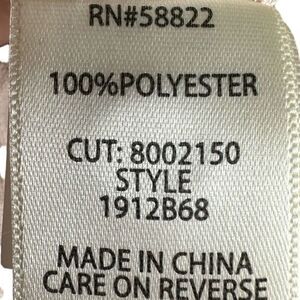 RN#58822
100%POLYESTER
CUT: 8002150
STYLE
1912B68
MADE IN CHINA
CARE ON REVERSE